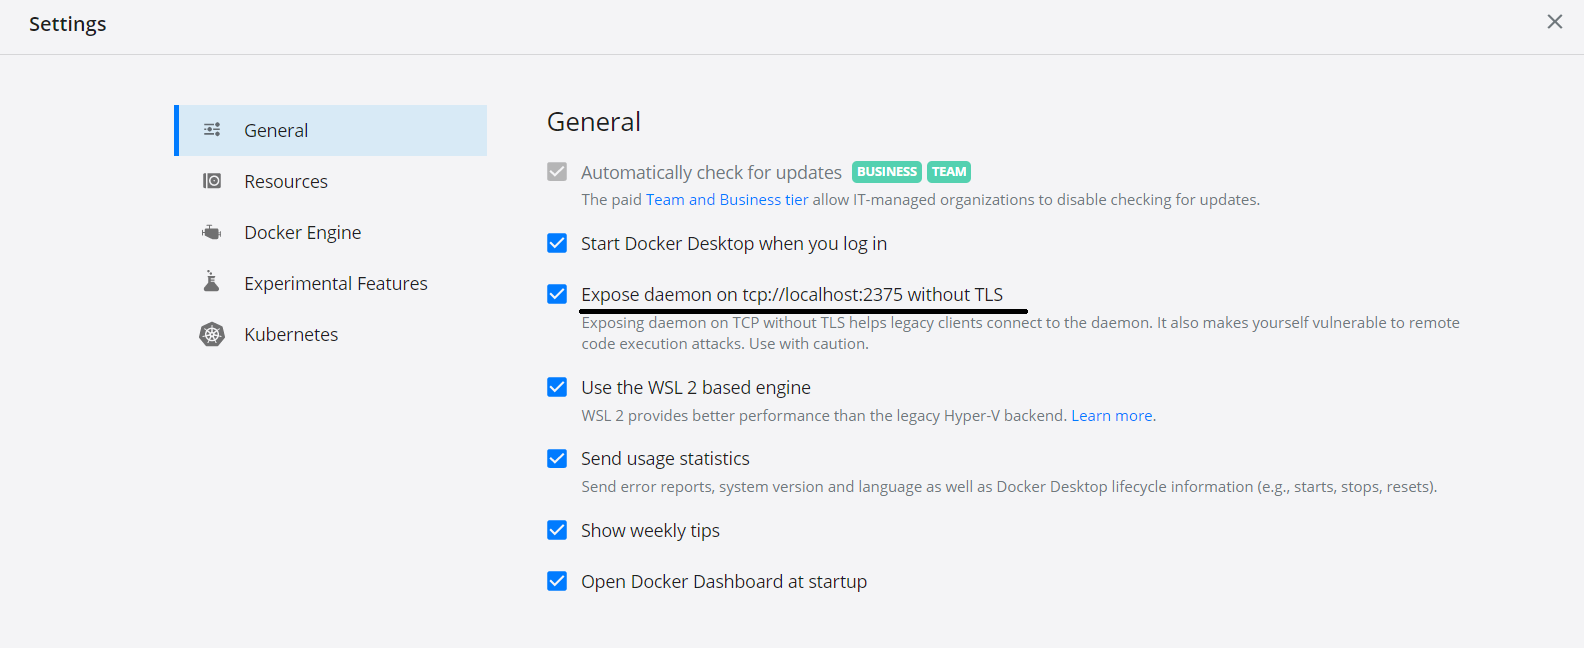 Settings
General
Resources
Docker Engine
Experimental Features
Kubernetes
General
Automatically check for updates BUSINESS TEAM
The paid Team and Business tier allow IT-managed organizations to disable checking for updates.
Start Docker Desktop when you log in
Expose daemon on tcp://localhost:2375 without TLS
Exposing daemon on TCP without TLS helps legacy clients connect to the daemon. It also makes yourself vulnerable to remote
code execution attacks. Use with caution.
Use the WSL 2 based engine
WSL 2 provides better performance than the legacy Hyper-V backend. Learn more.
Send usage statistics
Send error reports, system version and language as well as Docker Desktop lifecycle information (e.g., starts, stops, resets).
Show weekly tips
Open Docker Dashboard at startup